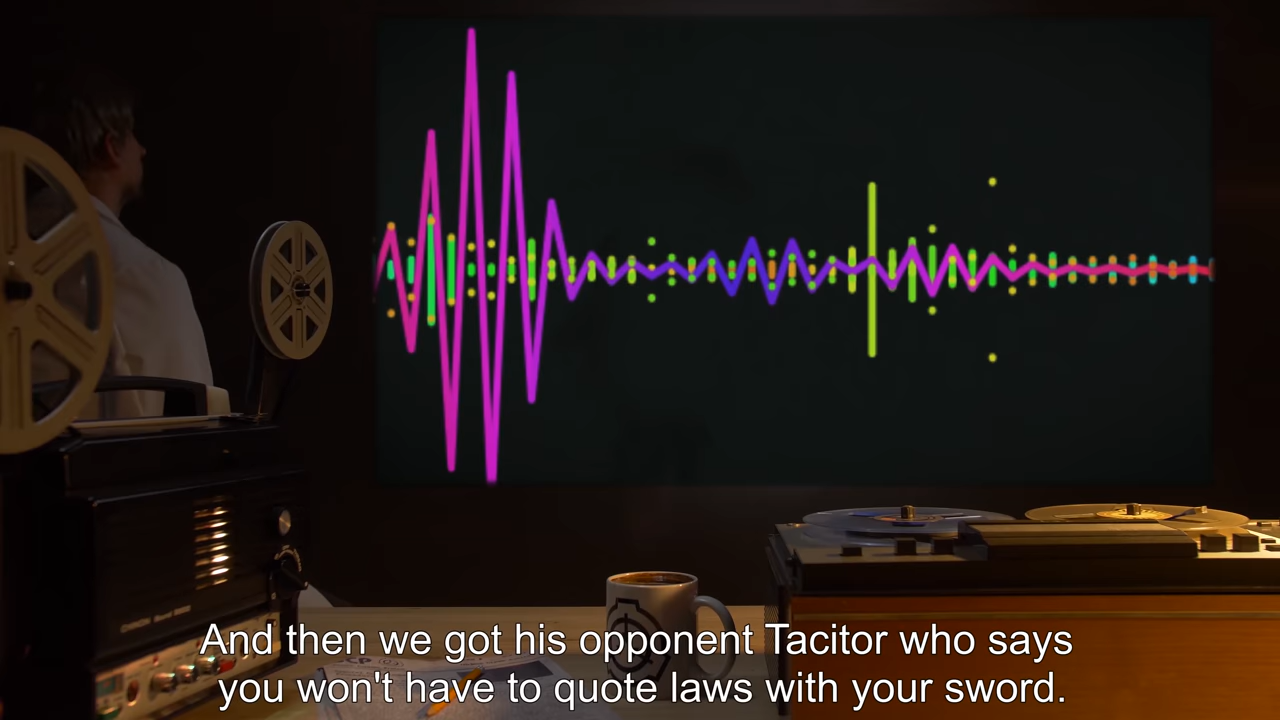 And then we got his opponent Tacitor who says
you won't have to quote laws with your sword.